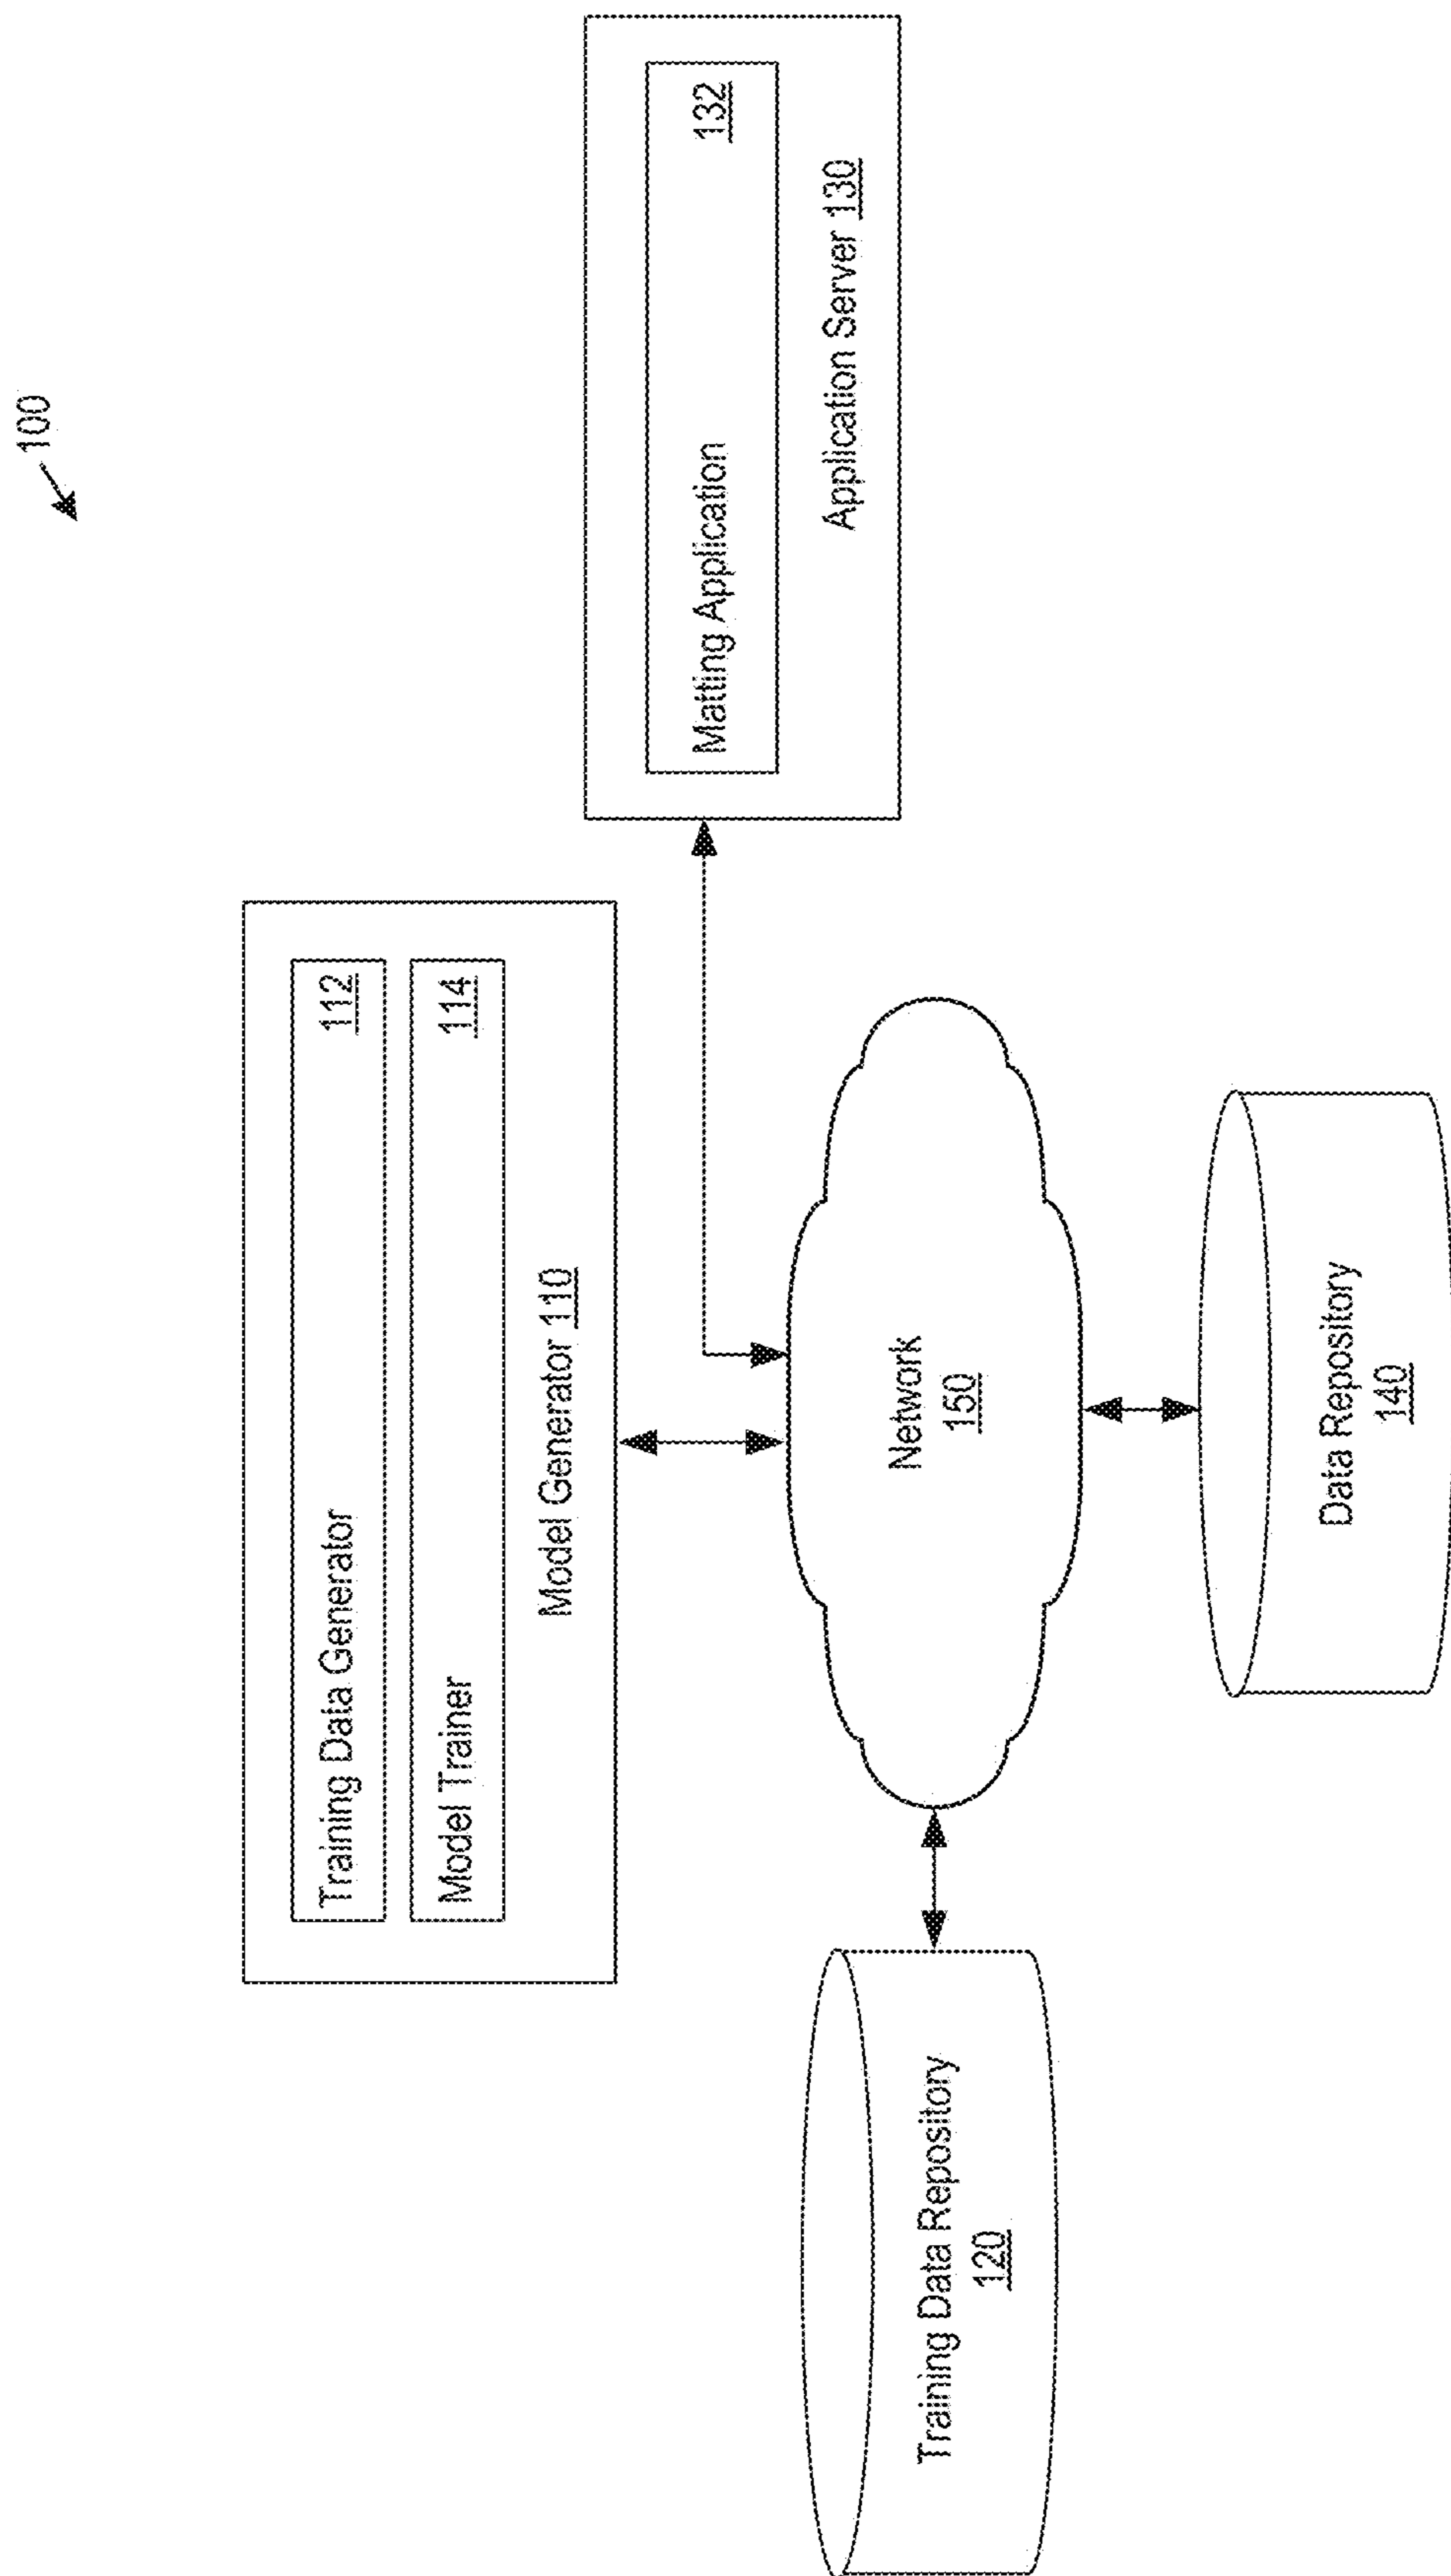 100
Training Data Generator 112
Model Trainer 114
Model Generator 110
Matting Application 132
Application Server 130
Network
150
Training Data Repository
120
Data Repository
140